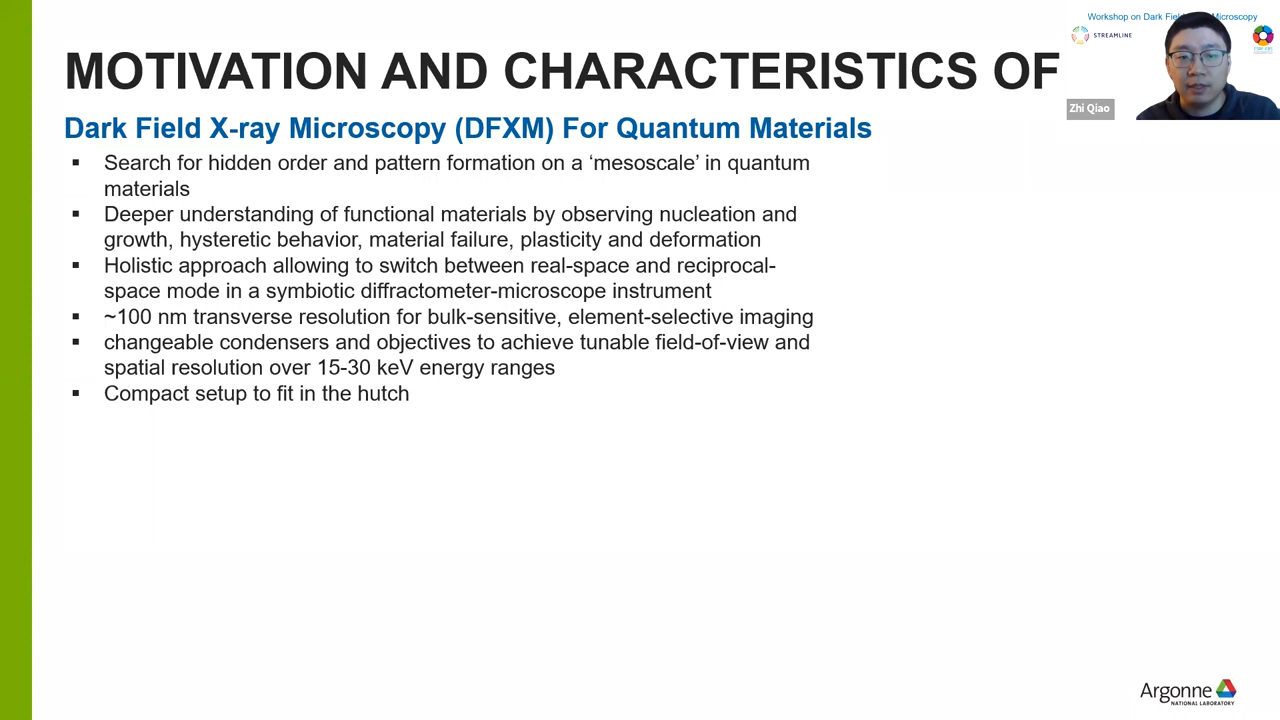 Workshop on Dark Fiel Microscopy
STREAMLINE
MOTIVATION AND CHARACTERISTICS OF
Zhi Qiao
Dark Field X-ray Microscopy (DFXM) For Quantum Materials
▪ Search for hidden order and pattern formation on a ‘mesoscale’ in quantum
materials
▪ Deeper understanding of functional materials by observing nucleation and
growth, hysteretic behavior, material failure, plasticity and deformation
▪ Holistic approach allowing to switch between real-space and reciprocal-
space mode in a symbiotic diffractometer-microscope instrument
▪ ~100 nm transverse resolution for bulk-sensitive, element-selective imaging
▪ changeable condensers and objectives to achieve tunable field-of-view and
spatial resolution over 15-30 keV energy ranges
▪ Compact setup to fit in the hutch
Argonne
NATIONAL LABORATORY